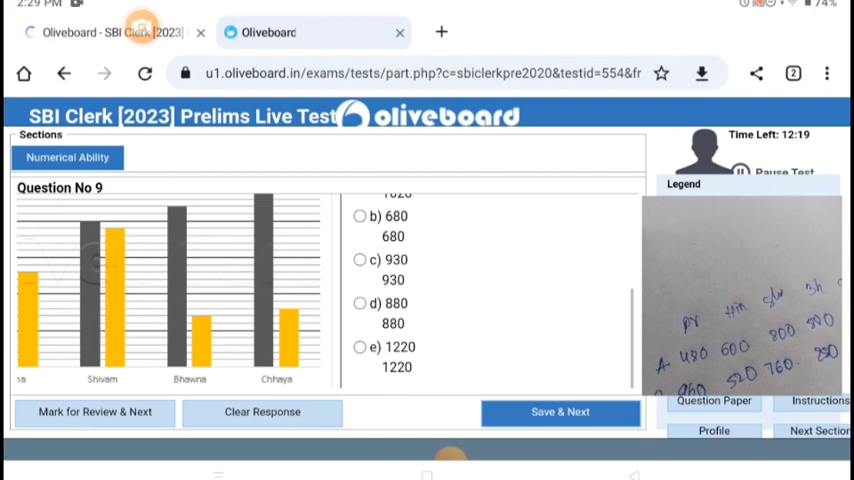 2:29 PM
74%
Oliveboard - SBI Clerk [2023]
Oliveboard
u1.oliveboard.in/exams/tests/part.php?c=sbiclerkpre2020&testid=554&fr
2
SBI Clerk [2023] Prelims Live Test
oliveboard
Sections
Time Left: 12:19
Numerical Ability
Pause Test
Question No 9
Legend
1020
b) 680
680
c) 930
930
d) 880
880
e) 1220
1220
Shivam
Bhawna
Chhaya
A 480 600 800
520 760
Mark for Review & Next
Clear Response
Save & Next
Question Paper
Instructions
Profile
Next Section